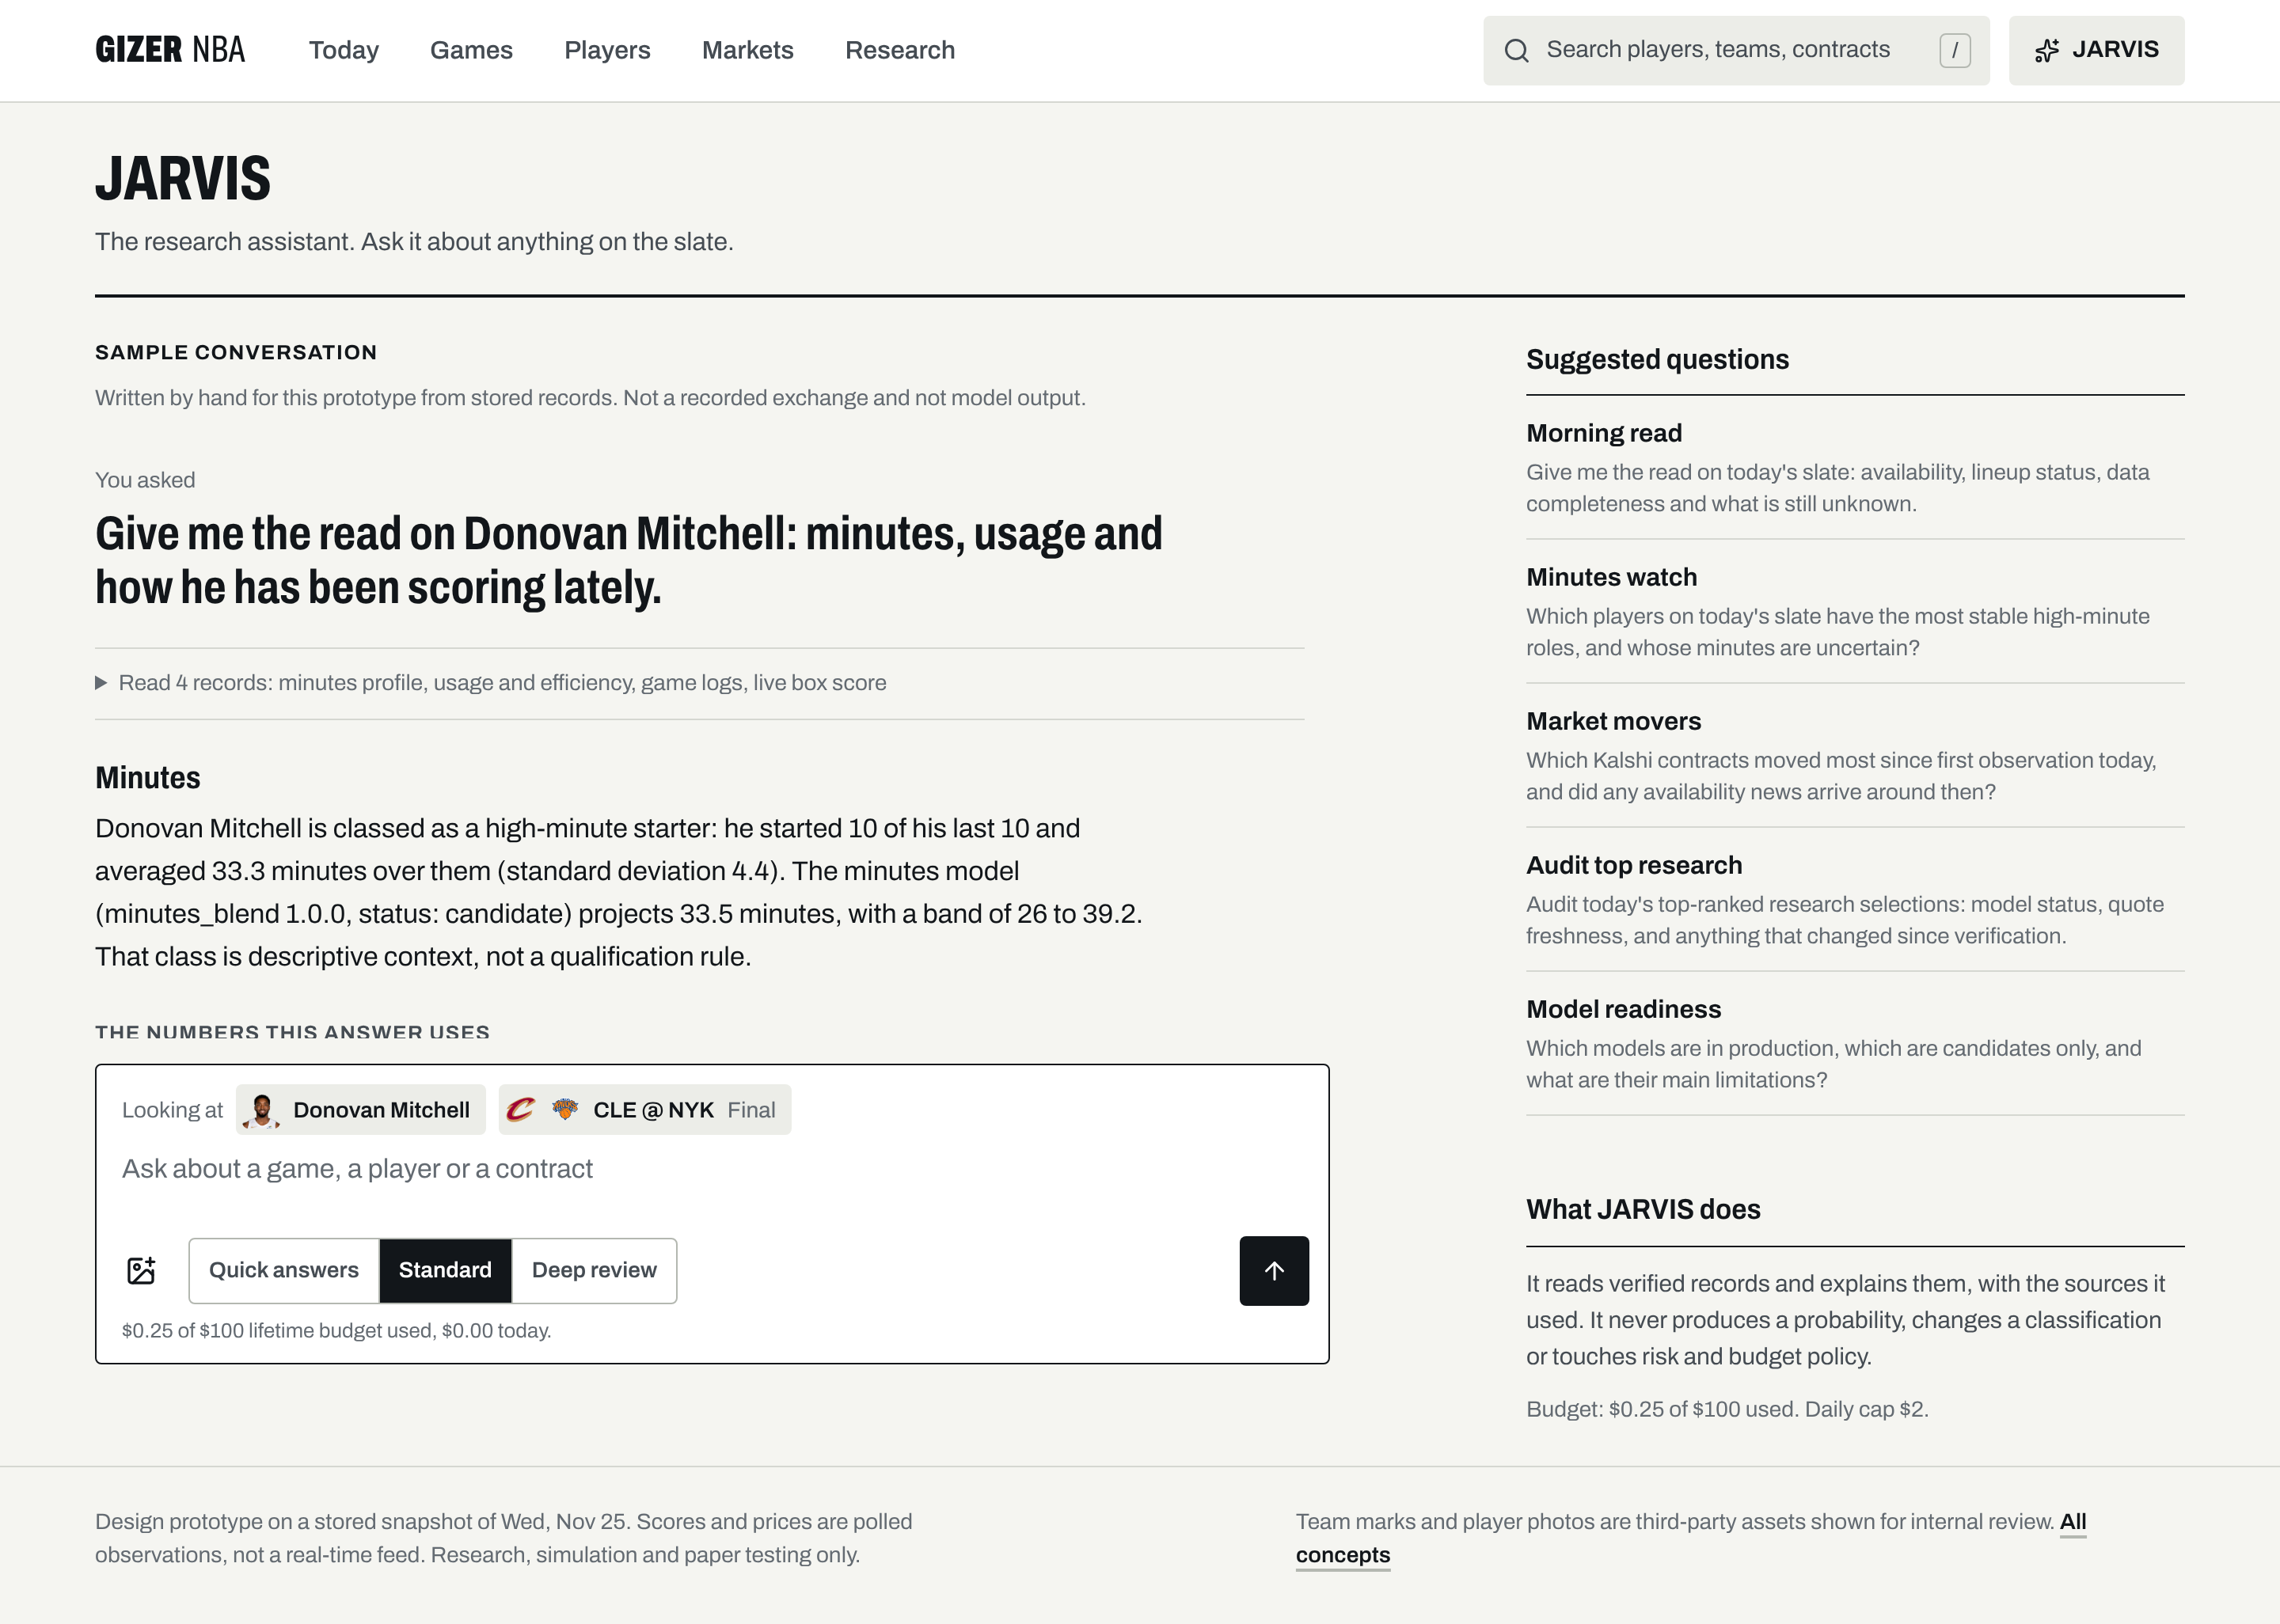 GIZER NBA
Today
Games
Players
Markets
Research
Search players, teams, contracts
/
JARVIS
JARVIS
The research assistant. Ask it about anything on the slate.
SAMPLE CONVERSATION
Written by hand for this prototype from stored records. Not a recorded exchange and not model output.
You asked
Give me the read on Donovan Mitchell: minutes, usage and
how he has been scoring lately.
Read 4 records: minutes profile, usage and efficiency, game logs, live box score
Minutes
Donovan Mitchell is classed as a high-minute starter: he started 10 of his last 10 and
averaged 33.3 minutes over them (standard deviation 4.4). The minutes model
(minutes_blend 1.0.0, status: candidate) projects 33.5 minutes, with a band of 26 to 39.2.
That class is descriptive context, not a qualification rule.
THE NUMBERS THIS ANSWER USES
Looking at
Donovan Mitchell
CLE @ NYK Final
Ask about a game, a player or a contract
Quick answers
Standard
Deep review
$0.25 of $100 lifetime budget used, $0.00 today.
Suggested questions
Morning read
Give me the read on today's slate: availability, lineup status, data
completeness and what is still unknown.
Minutes watch
Which players on today's slate have the most stable high-minute
roles, and whose minutes are uncertain?
Market movers
Which Kalshi contracts moved most since first observation today,
and did any availability news arrive around then?
Audit top research
Audit today's top-ranked research selections: model status, quote
freshness, and anything that changed since verification.
Model readiness
Which models are in production, which are candidates only, and
what are their main limitations?
What JARVIS does
It reads verified records and explains them, with the sources it
used. It never produces a probability, changes a classification
or touches risk and budget policy.
Budget: $0.25 of $100 used. Daily cap $2.
Design prototype on a stored snapshot of Wed, Nov 25. Scores and prices are polled
observations, not a real-time feed. Research, simulation and paper testing only.
Team marks and player photos are third-party assets shown for internal review. All
concepts